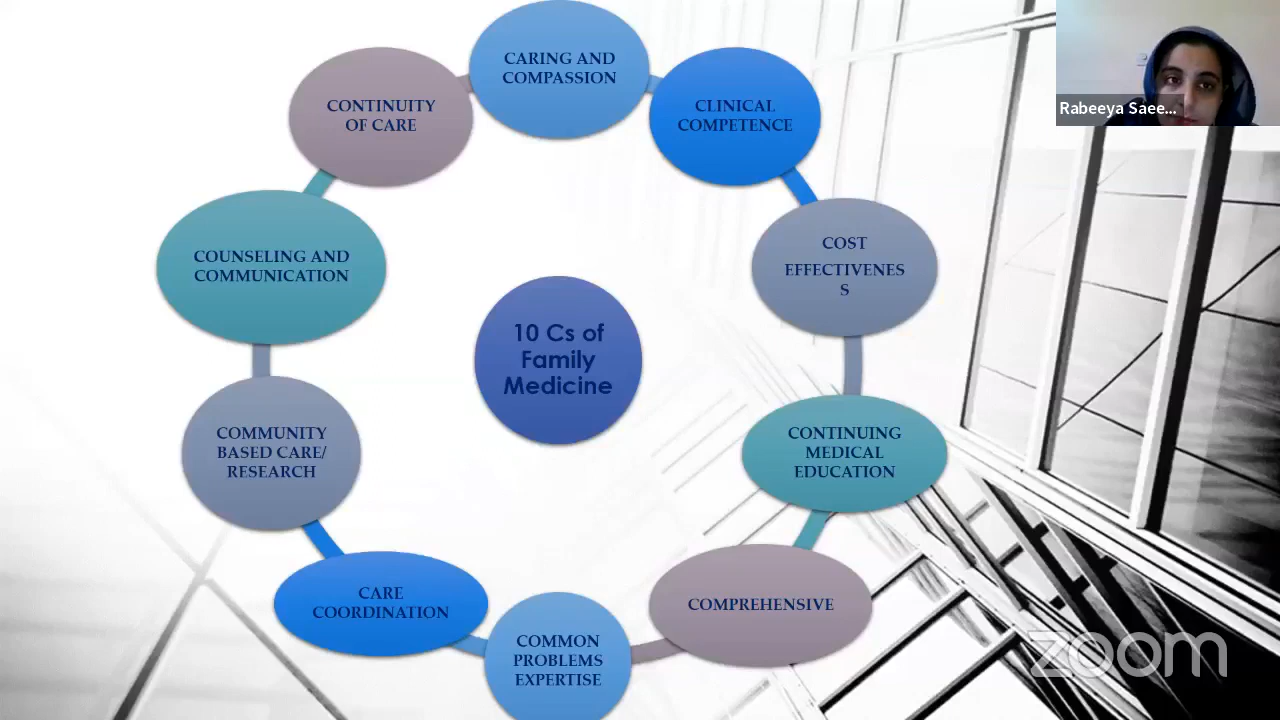 CARING AND
COMPASSION
CLINICAL
COMPETENCE
COST
EFFECTIVENES
S
CONTINUING
MEDICAL
EDUCATION
COMPREHENSIVE
COMMON
PROBLEMS
EXPERTISE
CARE
COORDINATION
COMMUNITY
BASED CARE/
RESEARCH
COUNSELING AND
COMMUNICATION
CONTINUITY
OF CARE
10 Cs of
Family
Medicine
Rabeeya Saee...
zoom